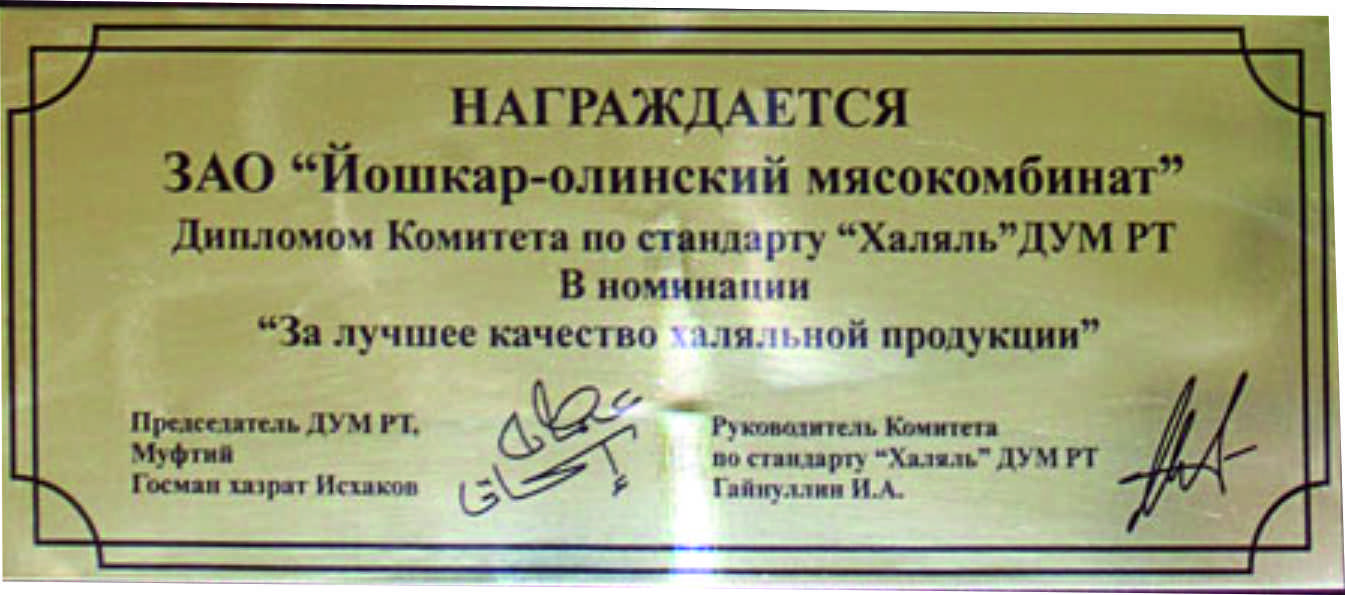 НАГРАЖДАЕТСЯ
ЗАО “Йошкар-олинский мясокомбинат”
Дипломом Комитета по стандарту “Халяль”ДУМ РТ
В номинации
“За лучшее качество халяльной продукции”
Председатель ДУМ РТ,
Муфтий
Госман хазрат Исхаков
Руководитель Комитета
по стандарту “Халяль” ДУМ РТ
Гайнуллин И.А.